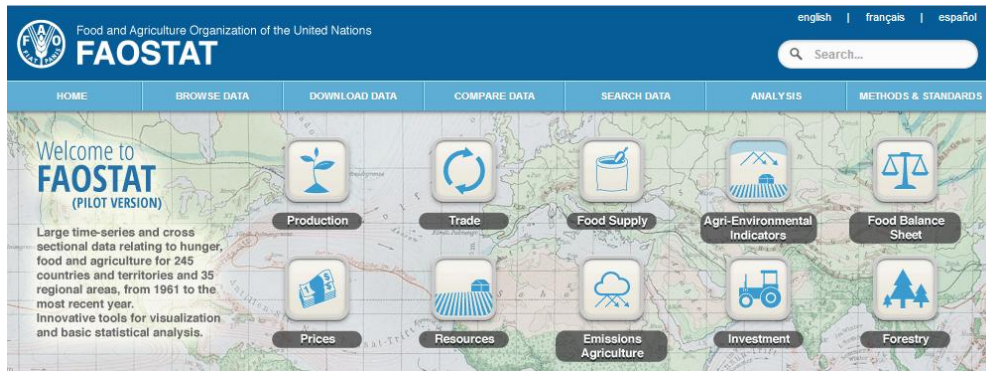 english | français | español
Food and Agriculture Organization of the United Nations
FAOSTAT
Search...
HOME BROWSE DATA DOWNLOAD DATA COMPARE DATA SEARCH DATA ANALYSIS METHODS & STANDARDS
Welcome to
FAOSTAT
(PILOT VERSION)
Large time-series and cross
sectional data relating to hunger,
food and agriculture for 245
countries and territories and 35
regional areas, from 1961 to the
most recent year.
Innovative tools for visualization
and basic statistical analysis.
Production
Trade
Food Supply
Agri-Environmental
Indicators
Food Balance
Sheet
Prices
Resources
Emissions
Agriculture
Investment
Forestry